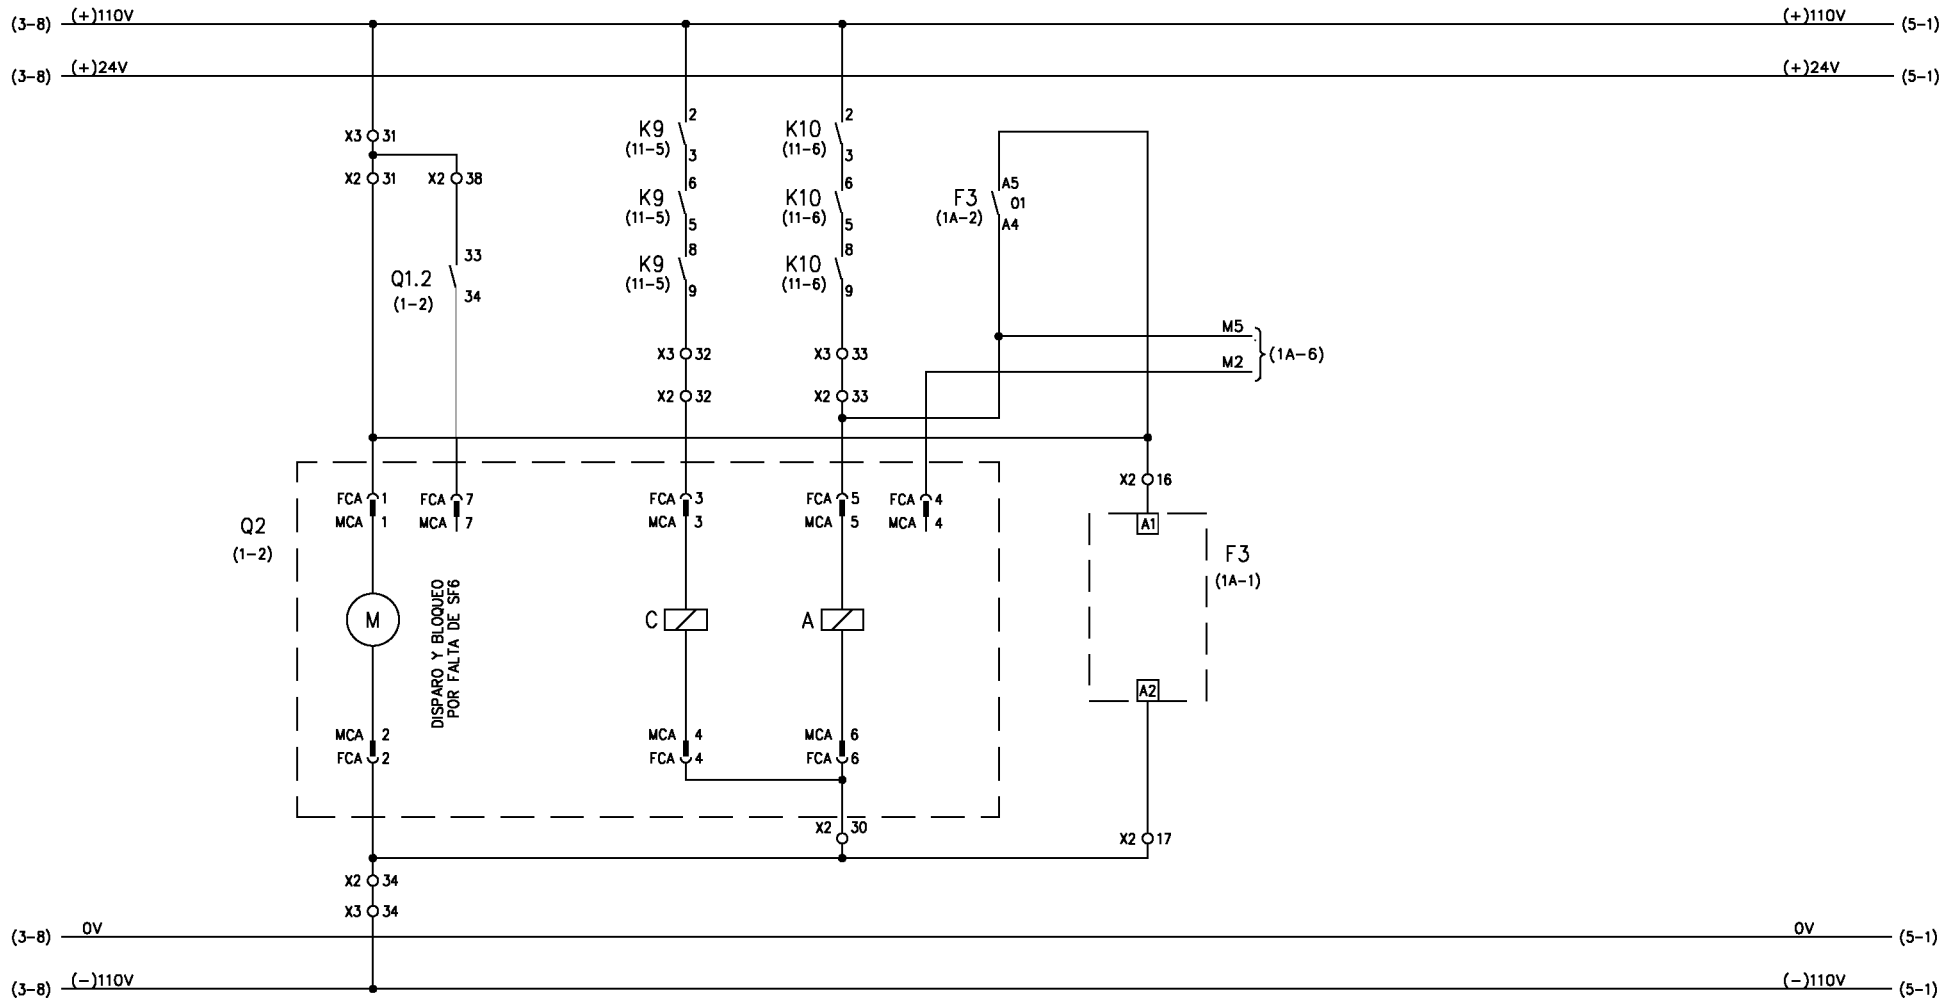 (3-8) (+)110V (+)110V (5-1)
(3-8) (+)24V (+)24V (5-1)
X3 31
X2 31
X2 38
Q1.2
(1-2)
33
34
K9
(11-5)
2
3
K9
(11-5)
6
5
K9
(11-5)
8
9
X3 32
X2 32
K10
(11-6)
2
3
K10
(11-6)
6
5
K10
(11-6)
8
9
X3 33
X2 33
F3
(1A-2)
A5
01
A4
M5
M2
(1A-6)
Q2
(1-2)
FCA 1
MCA 1
FCA 7
MCA 7
FCA 3
MCA 3
FCA 5
MCA 5
FCA 4
MCA 4
M
DISPARO Y BLOQUEO
POR FALTA DE SF6
C
A
MCA 2
FCA 2
MCA 4
FCA 4
MCA 6
FCA 6
X2 30
X2 16
A1
F3
(1A-1)
A2
X2 17
X2 34
X3 34
(3-8) 0V 0V (5-1)
(3-8) (-)110V (-)110V (5-1)